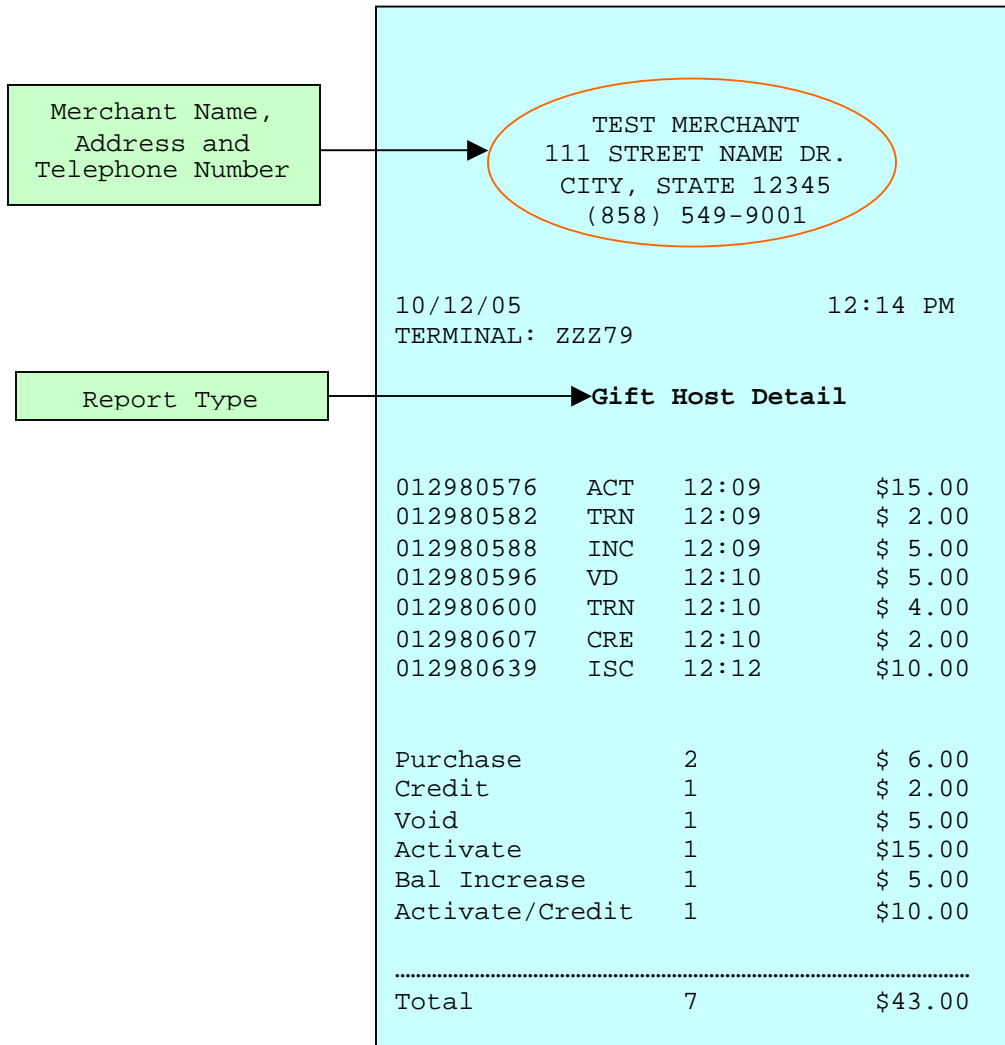 Merchant Name,
Address and
Telephone Number
TEST MERCHANT
111 STREET NAME DR.
CITY, STATE 12345
(858) 549-9001
10/12/05 12:14 PM
TERMINAL: ZZZ79
Report Type
Gift Host Detail
012980576 ACT 12:09 $15.00
012980582 TRN 12:09 $ 2.00
012980588 INC 12:09 $ 5.00
012980596 VD 12:10 $ 5.00
012980600 TRN 12:10 $ 4.00
012980607 CRE 12:10 $ 2.00
012980639 ISC 12:12 $10.00
Purchase 2 $ 6.00
Credit 1 $ 2.00
Void 1 $ 5.00
Activate 1 $15.00
Bal Increase 1 $ 5.00
Activate/Credit 1 $10.00
Total 7 $43.00